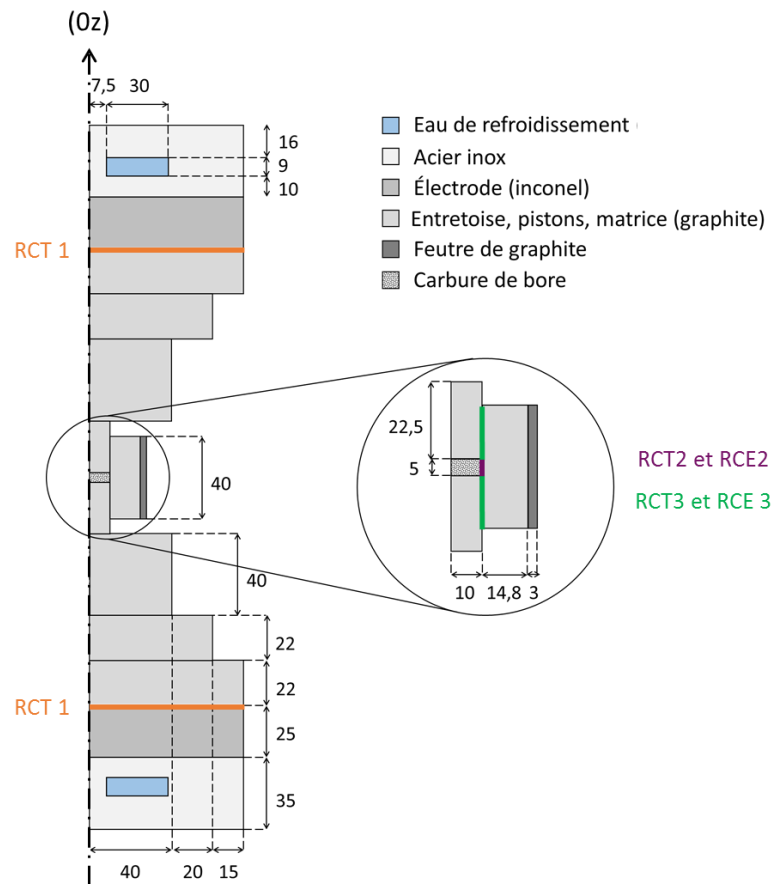 (Oz)
7,5
30
16
9
10
Eau de refroidissement
Acier inox
Électrode (inconel)
Entretoise, pistons, matrice (graphite)
Feutre de graphite
Carbure de bore
RCT 1
40
22,5
5
10
14,8
3
RCT2 et RCE2
RCT3 et RCE 3
40
22
22
25
35
RCT 1
40
20
15